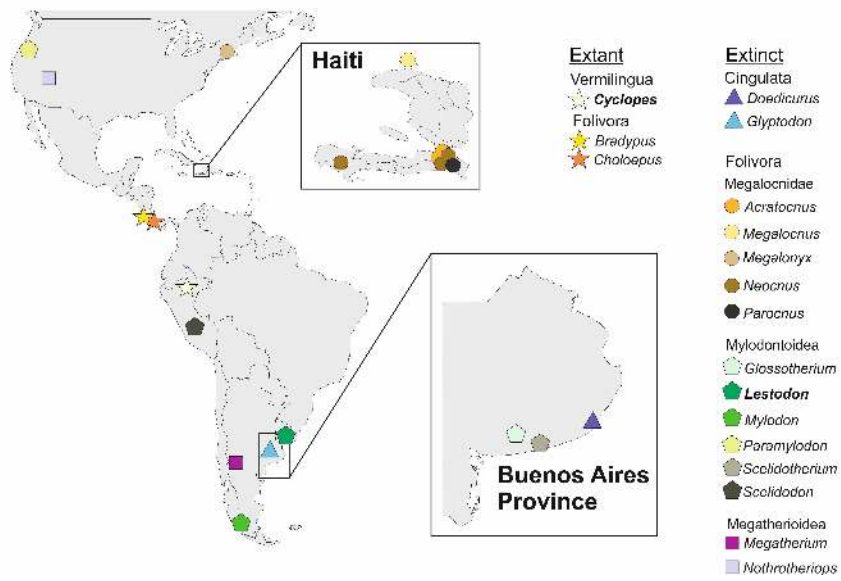 Haiti
Buenos Aires
Province
Extant
Vermilingua
Cyclopes
Folivora
Bradypus
Choloepus
Extinct
Cingulata
Doedicurus
Glyptodon
Folivora
Megalocnidae
Acratocnus
Megalocnus
Megalonyx
Neocnus
Parocnus
Mylodontoidea
Glossotherium
Lestodon
Mylodon
Paramylodon
Scelidotherium
Scelidodon
Megatherioidea
Megatherium
Nothrotheriops